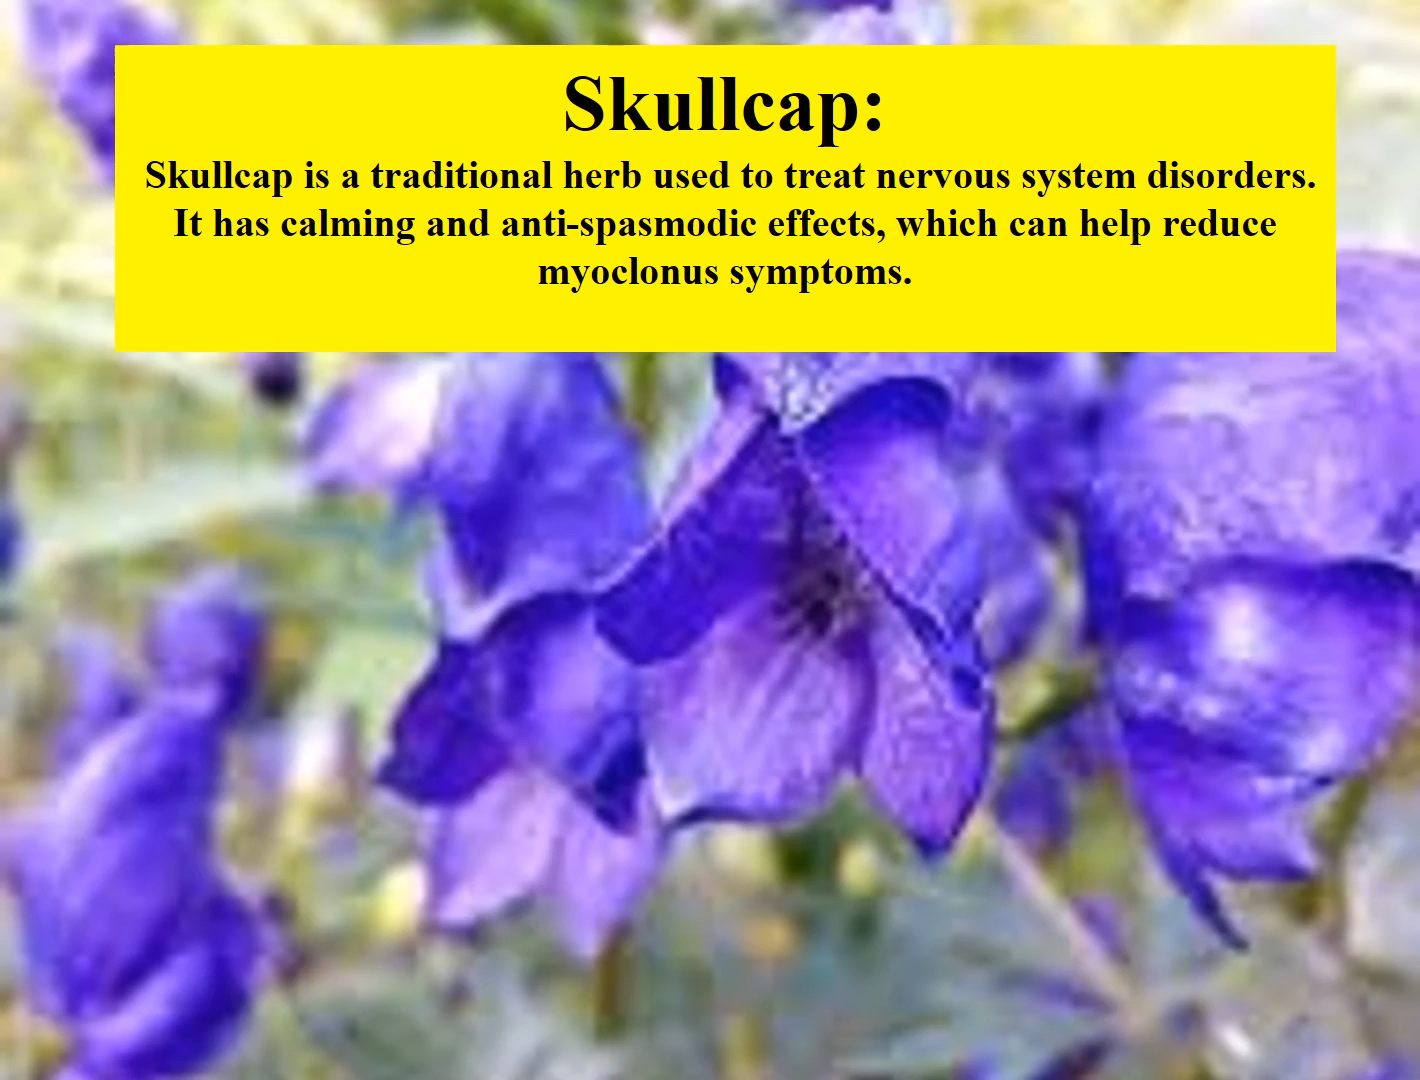 Skullcap:
Skullcap is a traditional herb used to treat nervous system disorders.
It has calming and anti-spasmodic effects, which can help reduce
myoclonus symptoms.